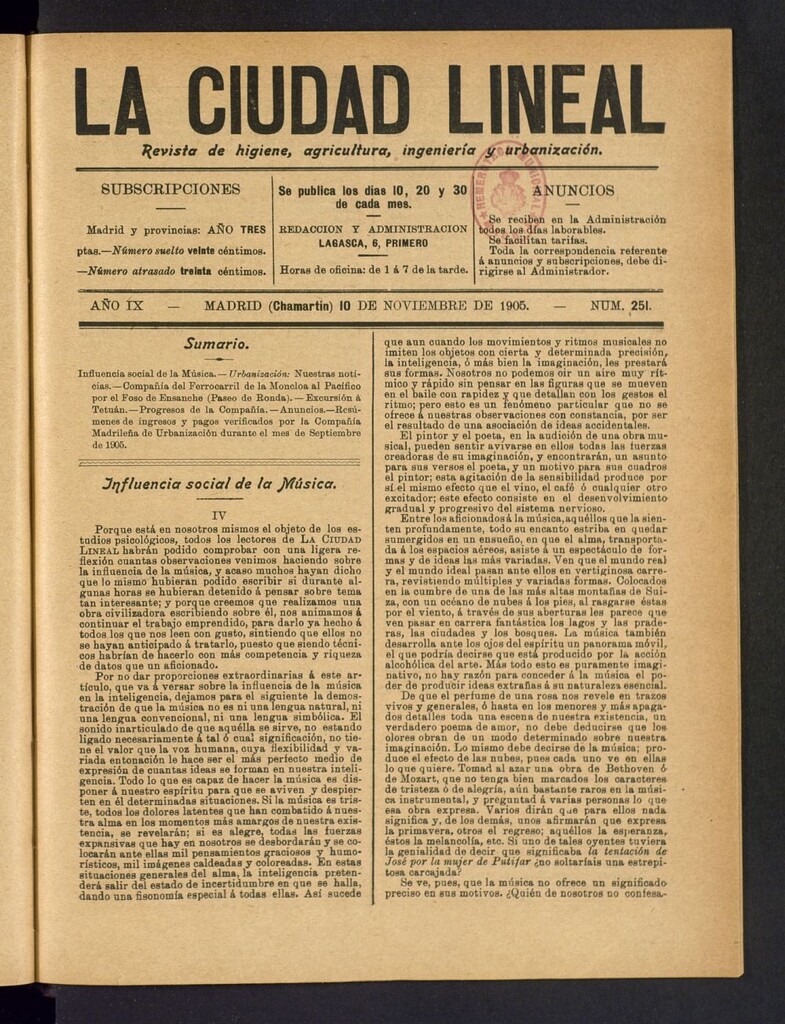 LA CIUDAD LINEAL
Revista de higiene, agricultura, ingeniería y urbanización.
SUBSCRIPCIONES
Madrid y provincias: AÑO TRES
ptas.—Número suelto veinte céntimos.
—Número atrasado treinta céntimos.
Se publica los días 10, 20 y 30
de cada mes.
REDACCION Y ADMINISTRACION
LAGASCA, 6, PRIMERO
Horas de oficina: de 1 á 7 de la tarde.
ANUNCIOS
Se reciben en la Administración
todos los días laborables.
Se facilitan tarifas.
Toda la correspondencia referente
á anuncios y subscripciones, debe di-
rigirse al Administrador.
AÑO IX — MADRID (Chamartin) 10 DE NOVIEMBRE DE 1905. — NUM. 251.
Sumario.
Influencia social de la Música.—Urbanización: Nuestras noti-
cias.—Compañía del Ferrocarril de la Moncloa al Pacífico
por el Foso de Ensanche (Paseo de Ronda).—Excursión á
Tetuán.—Progresos de la Compañía.—Anuncios.—Resú-
menes de ingresos y pagos verificados por la Compañía
Madrileña de Urbanización durante el mes de Septiembre
de 1905.
Influencia social de la Música.
IV
Porque está en nosotros mismos el objeto de los es-
tudios psicológicos, todos los lectores de LA CIUDAD
LINEAL habrán podido comprobar con una ligera re-
flexión cuantas observaciones venimos haciendo sobre
la influencia de la música, y acaso muchos hayan dicho
que lo mismo hubieran podido escribir si durante al-
gunas horas se hubieran detenido á pensar sobre tema
tan interesante; y porque creemos que realizamos una
obra civilizadora escribiendo sobre él, nos animamos á
continuar el trabajo emprendido, para darlo ya hecho á
todos los que nos leen con gusto, sintiendo que ellos no
se hayan anticipado á tratarlo, puesto que siendo técni-
cos habrían de hacerlo con más competencia y riqueza
de datos que un aficionado.
Por no dar proporciones extraordinarias á este ar-
tículo, que va á versar sobre la influencia de la música
en la inteligencia, dejamos para el siguiente la demos-
tración de que la música no es ni una lengua natural, ni
una lengua convencional, ni una lengua simbólica. El
sonido inarticulado de que aquélla se sirve, no estando
ligado necesariamente á tal ó cual significación, no tie-
ne el valor que la voz humana, cuya flexibilidad y va-
riada entonación le hace ser el más perfecto medio de
expresión de cuantas ideas se forman en nuestra inteli-
gencia. Todo lo que es capaz de hacer la música es dis-
poner á nuestro espíritu para que se aviven y despier-
ten en él determinadas situaciones. Si la música es tris-
te, todos los dolores latentes que han combatido á nues-
tra alma en los momentos más amargos de nuestra exis-
tencia, se revelarán; si es alegre, todas las fuerzas
expansivas que hay en nosotros se desbordarán y se co-
locarán ante ellas mil pensamientos graciosos y humo-
rísticos, mil imágenes caldeadas y coloreadas. En estas
situaciones generales del alma, la inteligencia preten-
derá salir del estado de incertidumbre en que se halla,
dando una fisonomía especial á todas ellas. Así sucede
que aun cuando los movimientos y ritmos musicales no
imiten los objetos con cierta y determinada precisión,
la inteligencia, ó más bien la imaginación, les prestará
sus formas. Nosotros no podemos oir un aire muy rít-
mico y rápido sin pensar en las figuras que se mueven
en el baile con rapidez y que detallan con los gestos el
ritmo; pero esto es un fenómeno particular que no se
ofrece á nuestras observaciones con constancia, por ser
el resultado de una asociación de ideas accidentales.
El pintor y el poeta, en la audición de una obra mu-
sical, pueden sentir avivarse en ellos todas las fuerzas
creadoras de su imaginación, y encontrarán, un asunto
para sus versos el poeta, y un motivo para sus cuadros
el pintor; esta agitación de la sensibilidad produce por
sí el mismo efecto que el vino, el café ó cualquier otro
excitador; este efecto consiste en el desenvolvimiento
gradual y progresivo del sistema nervioso.
Entre los aficionados á la música, aquéllos que la sien-
ten profundamente, todo su encanto estriba en quedar
sumergidos en un ensueño, en que el alma, transporta-
da á los espacios aéreos, asiste á un espectáculo de for-
mas y de ideas las más variadas. Ven que el mundo real
y el mundo ideal pasan ante ellos en vertiginosa carre-
ra, revistiendo múltiples y variadas formas. Colocados
en la cumbre de una de las más altas montañas de Sui-
za, con un océano de nubes á los pies, al rasgarse éstas
por el viento, á través de sus aberturas les parece que
ven pasar en carrera fantástica los lagos y las prade-
ras, las ciudades y los bosques. La música también
desarrolla ante los ojos del espíritu un panorama móvil,
el que podría decirse que está producido por la acción
alcohólica del arte. Más todo esto es puramente imagi-
nativo, no hay razón para conceder á la música el po-
der de producir ideas extrañas á su naturaleza esencial.
De que el perfume de una rosa nos revele en trazos
vivos y generales, ó hasta en los menores y más apaga-
dos detalles toda una escena de nuestra existencia, un
verdadero poema de amor, no debe deducirse que los
olores obran de un modo determinado sobre nuestra
imaginación. Lo mismo debe decirse de la música; pro-
duce el efecto de las nubes, pues cada uno ve en ellas
lo que quiere. Tomad al azar una obra de Bethoven ó
de Mozart, que no tenga bien marcados los caracteres
de tristeza ó de alegría, aún bastante raros en la músi-
ca instrumental, y preguntad á varias personas lo que
esa obra expresa. Varios dirán que para ellos nada
significa y, de los demás, unos afirmarán que expresa
la primavera, otros el regreso; aquéllos la esperanza,
éstos la melancolía, etc. Si uno de tales oyentes tuviera
la genialidad de decir que significaba la tentación de
José por la mujer de Putifar ¿no soltaríais una estrepi-
tosa carcajada?
Se ve, pues, que la música no ofrece un significado
preciso en sus motivos. ¿Quién de nosotros no confesa-